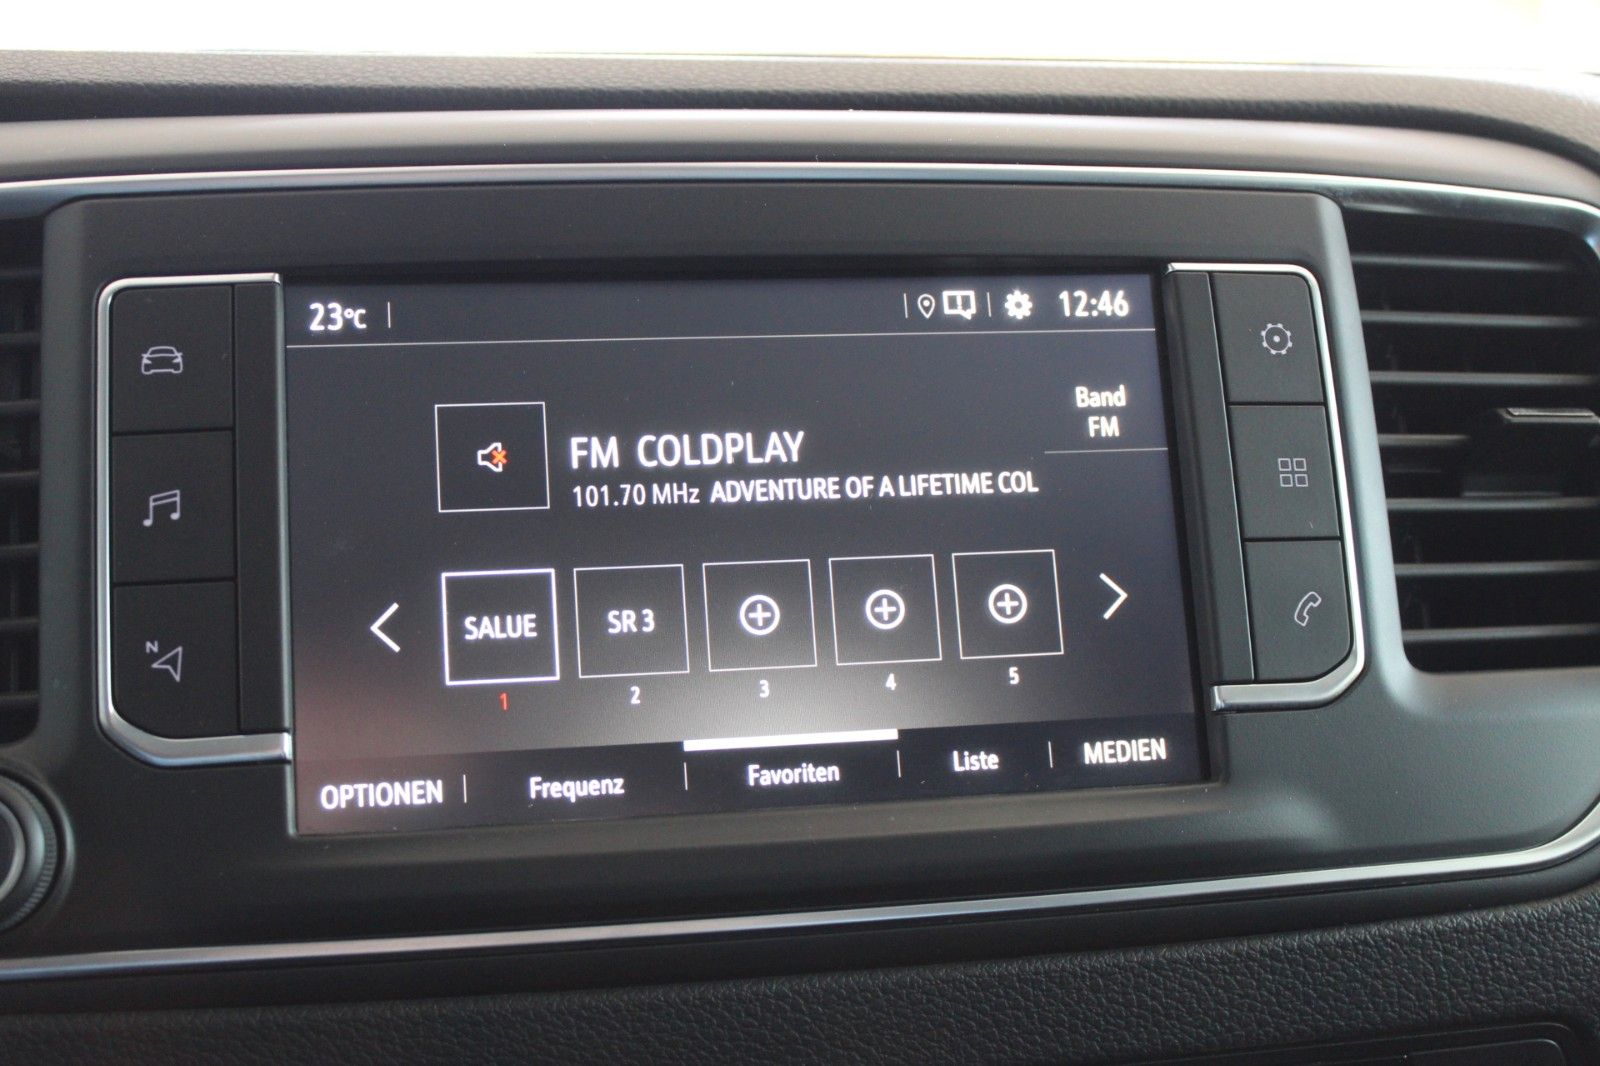 23°C 12:46
Band
FM
FM COLDPLAY
101.70 MHz ADVENTURE OF A LIFETIME COL
SALUE SR 3
1 2 3 4 5
OPTIONEN Frequenz Favoriten Liste MEDIEN
N